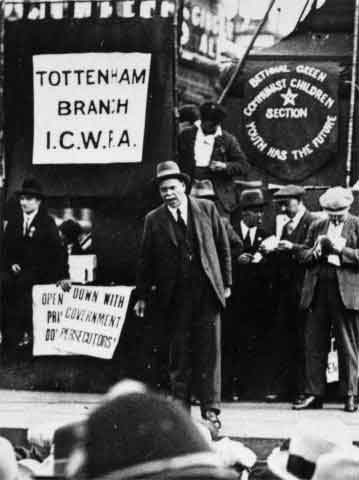 TOTTENHAM
BRANCH
I.C.W.P.A.
BETHNAL GREEN
COMMUNIST CHILDREN
SECTION
YOUTH HAS THE FUTURE
OPEN
DOWN WITH
GOVERNMENT
PERSECUTORS'